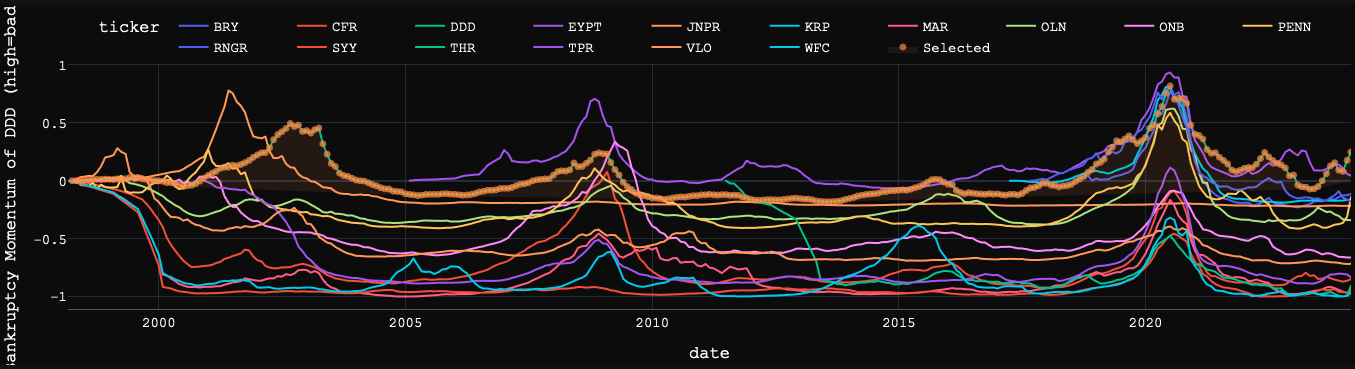 ticker BRY CFR DDD EYPT JNPR KRP MAR OLN ONB PENN
RNGR SYY THR TPR VLO WFC Selected
1
0.5
0
−0.5
−1
2000 2005 2010 2015 2020
date
ankruptcy Momentum of DDD (high=bad